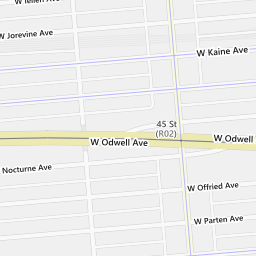 W Jorevine Ave
W Kaine Ave
45 St
(R02)
W Odwell Ave
W Odwell
Nocturne Ave
W Offried Ave
W Parten Ave